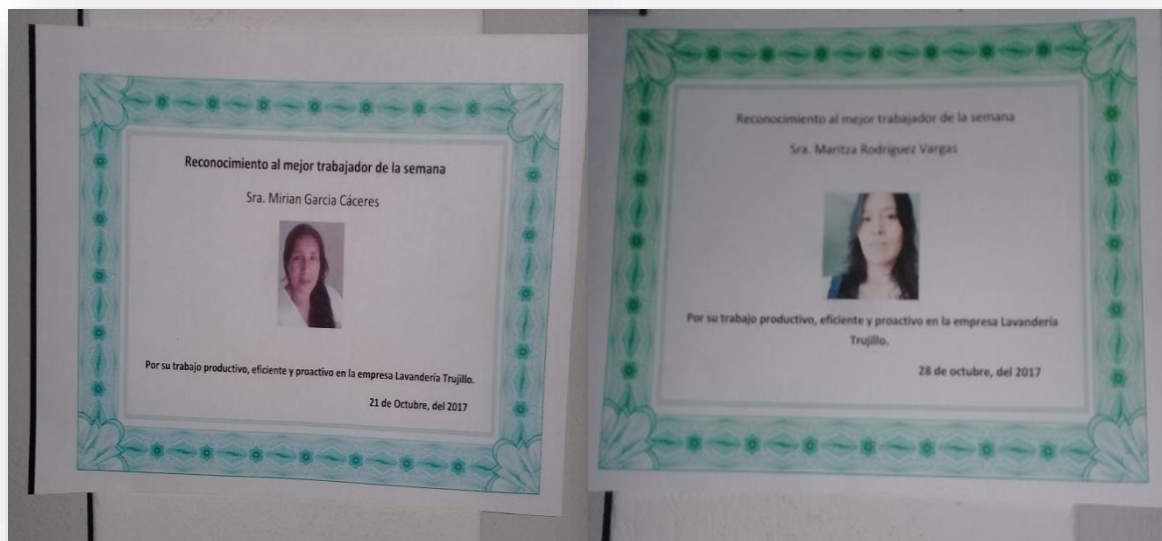 Reconocimiento al mejor trabajador de la semana
Sra. Mirian Garcia Cáceres
Por su trabajo productivo, eficiente y proactivo en la empresa Lavandería Trujillo.
21 de Octubre, del 2017
Reconocimiento al mejor trabajador de la semana
Sra. Maritza Rodríguez Vargas
Por su trabajo productivo, eficiente y proactivo en la empresa Lavandería
Trujillo.
28 de octubre, del 2017